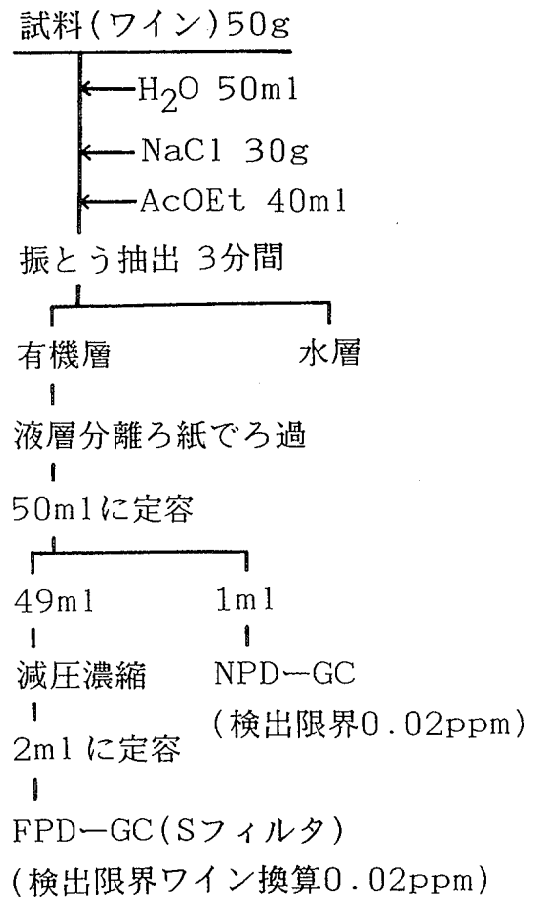 試料(ワイン)50g
H2O 50ml
NaCl 30g
AcOEt 40ml
振とう抽出 3分間
有機層 水層
液層分離ろ紙でろ過
50mlに定容
49ml 1ml
減圧濃縮 NPD-GC
(検出限界0.02ppm)
2mlに定容
FPD-GC(Sフィルタ)
(検出限界ワイン換算0.02ppm)